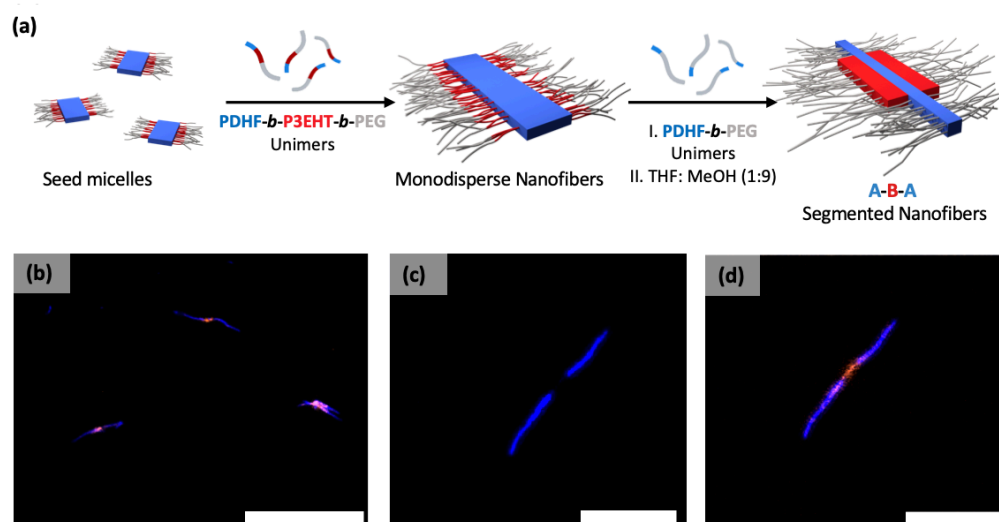 (a)
PDHF-b-P3EHT-b-PEG
Unimers
I. PDHF-b-PEG
Unimers
II. THF: MeOH (1:9)
Seed micelles
Monodisperse Nanofibers
A-B-A
Segmented Nanofibers
(b)
(c)
(d)